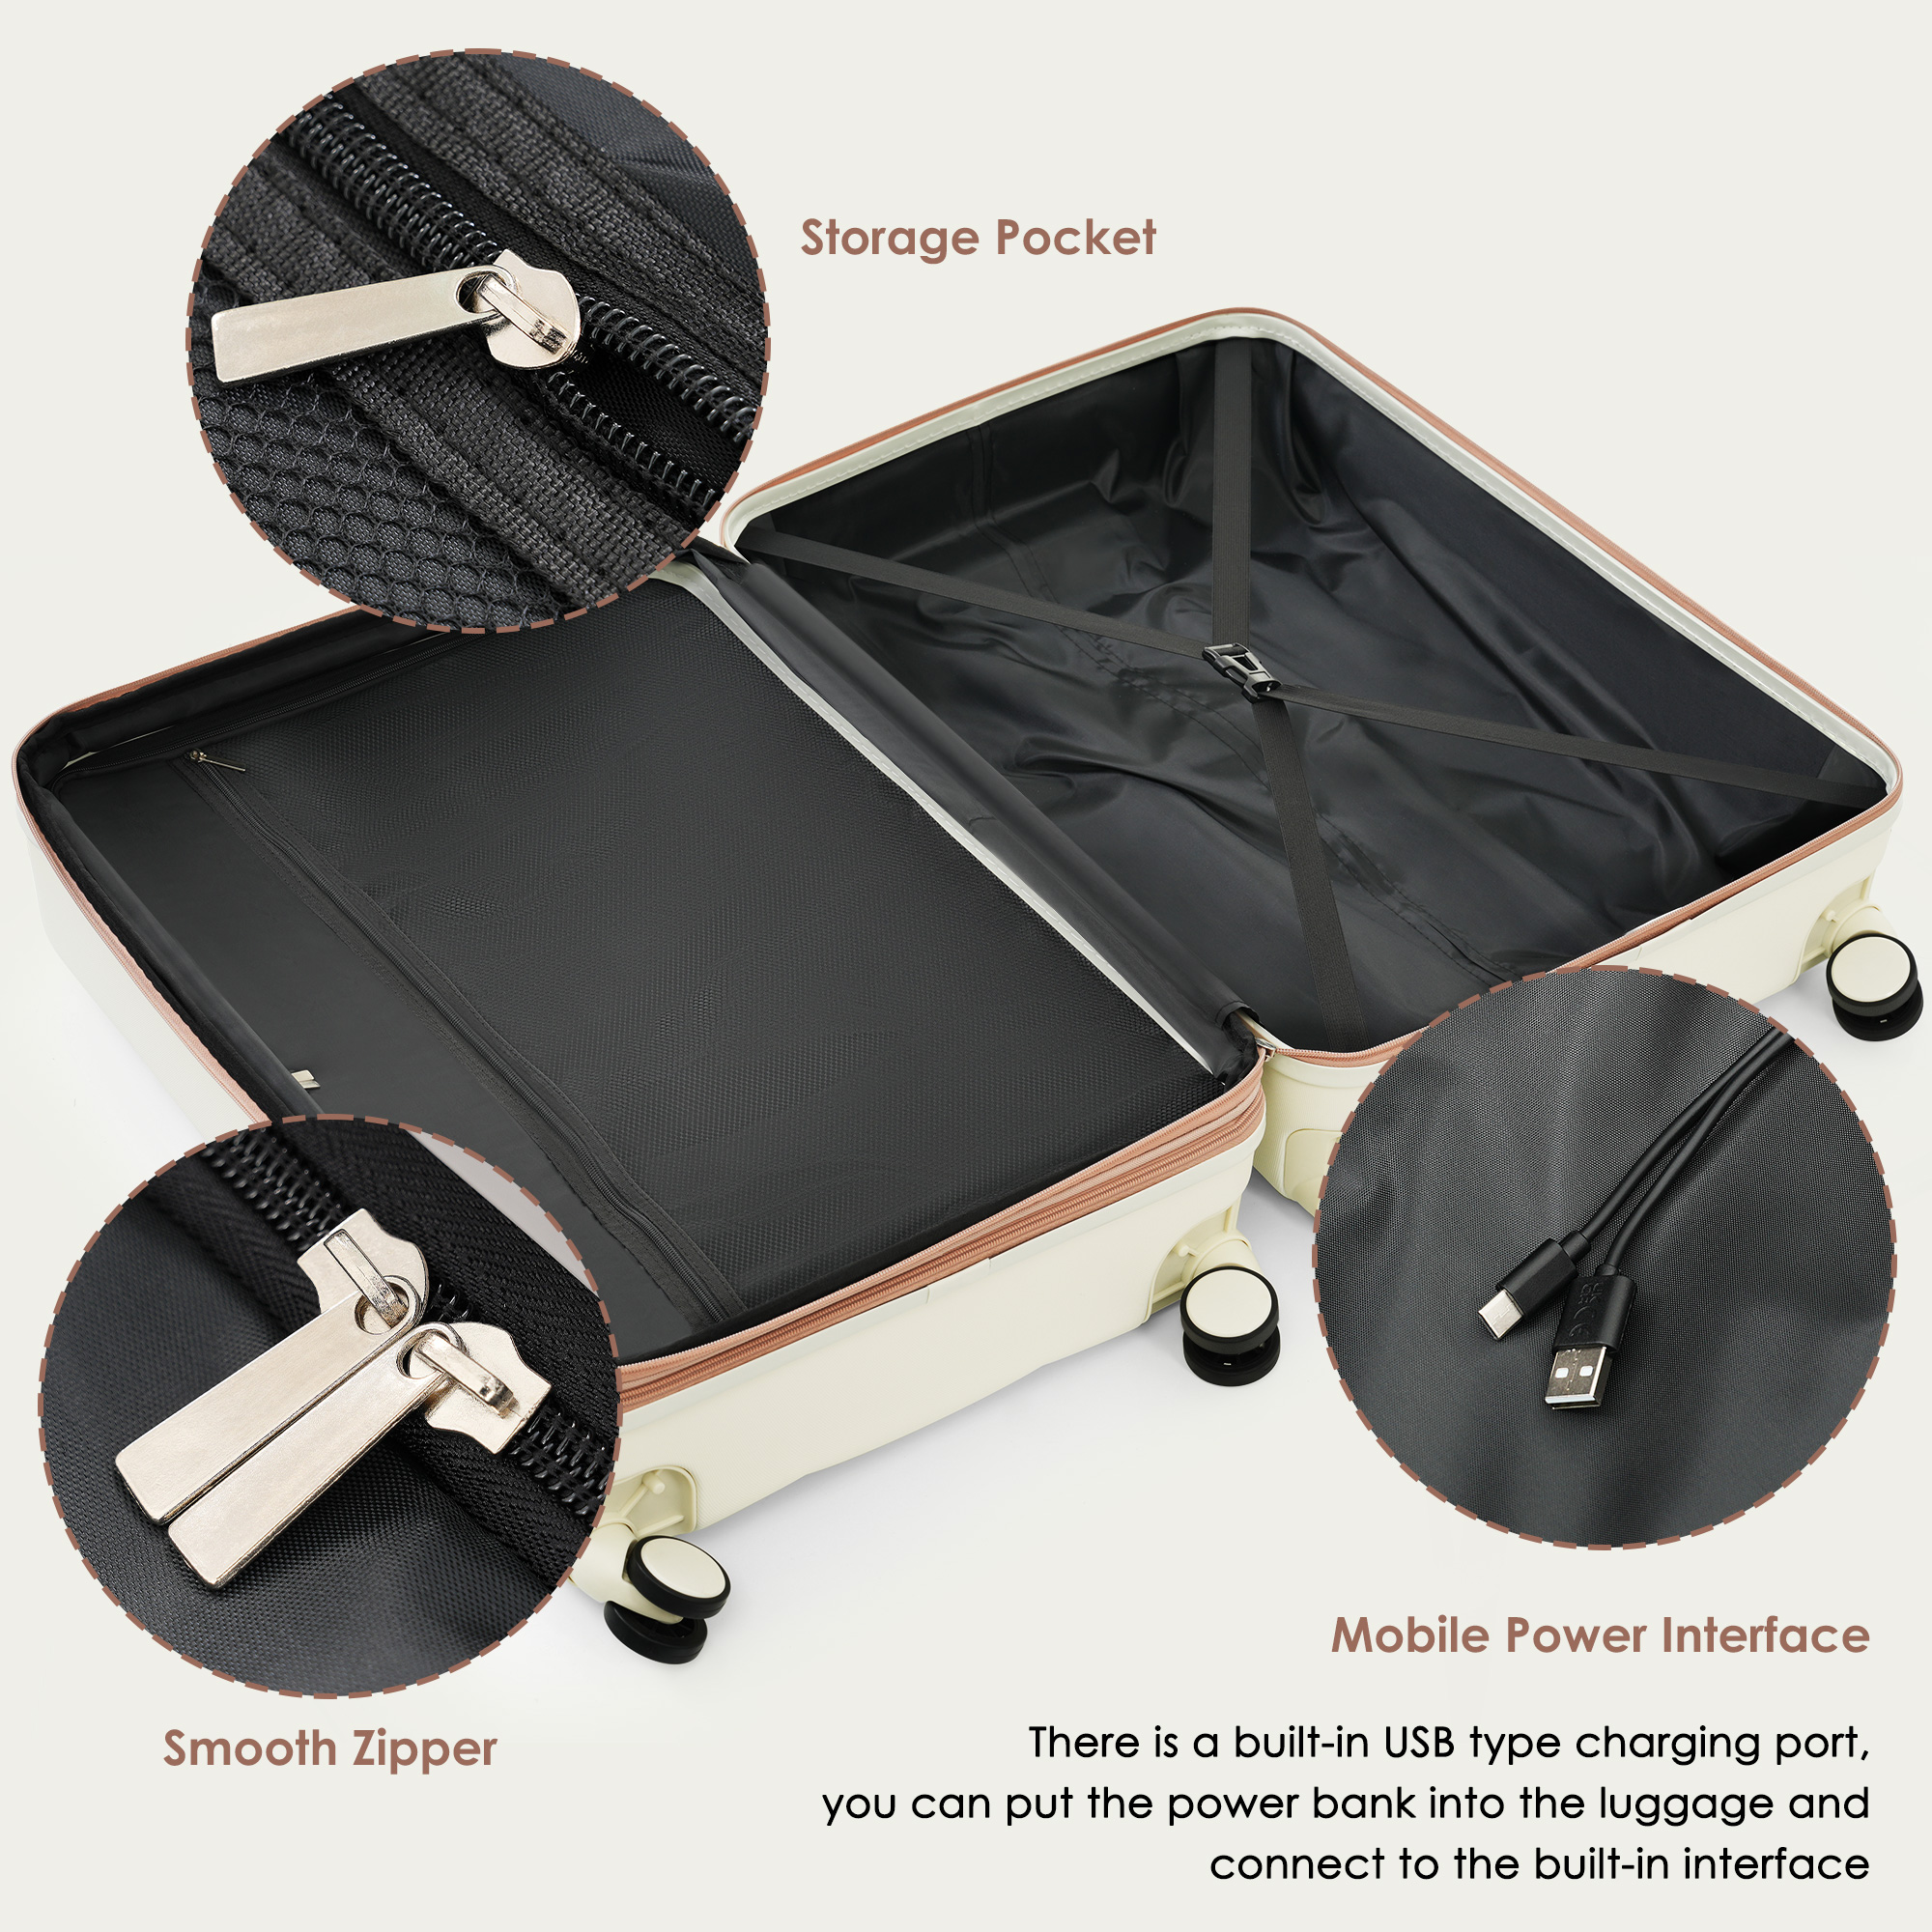 Storage Pocket
Smooth Zipper
Mobile Power Interface
There is a built-in USB type charging port,
you can put the power bank into the luggage and
connect to the built-in interface